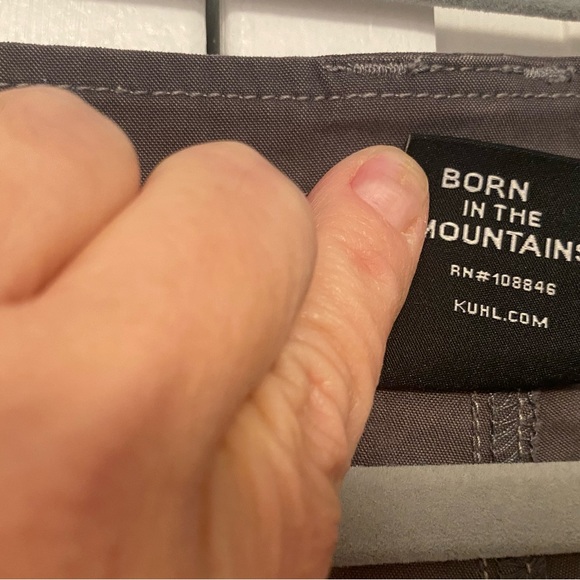 BORN
IN THE
MOUNTAINS
RN#108846
KUHL.COM